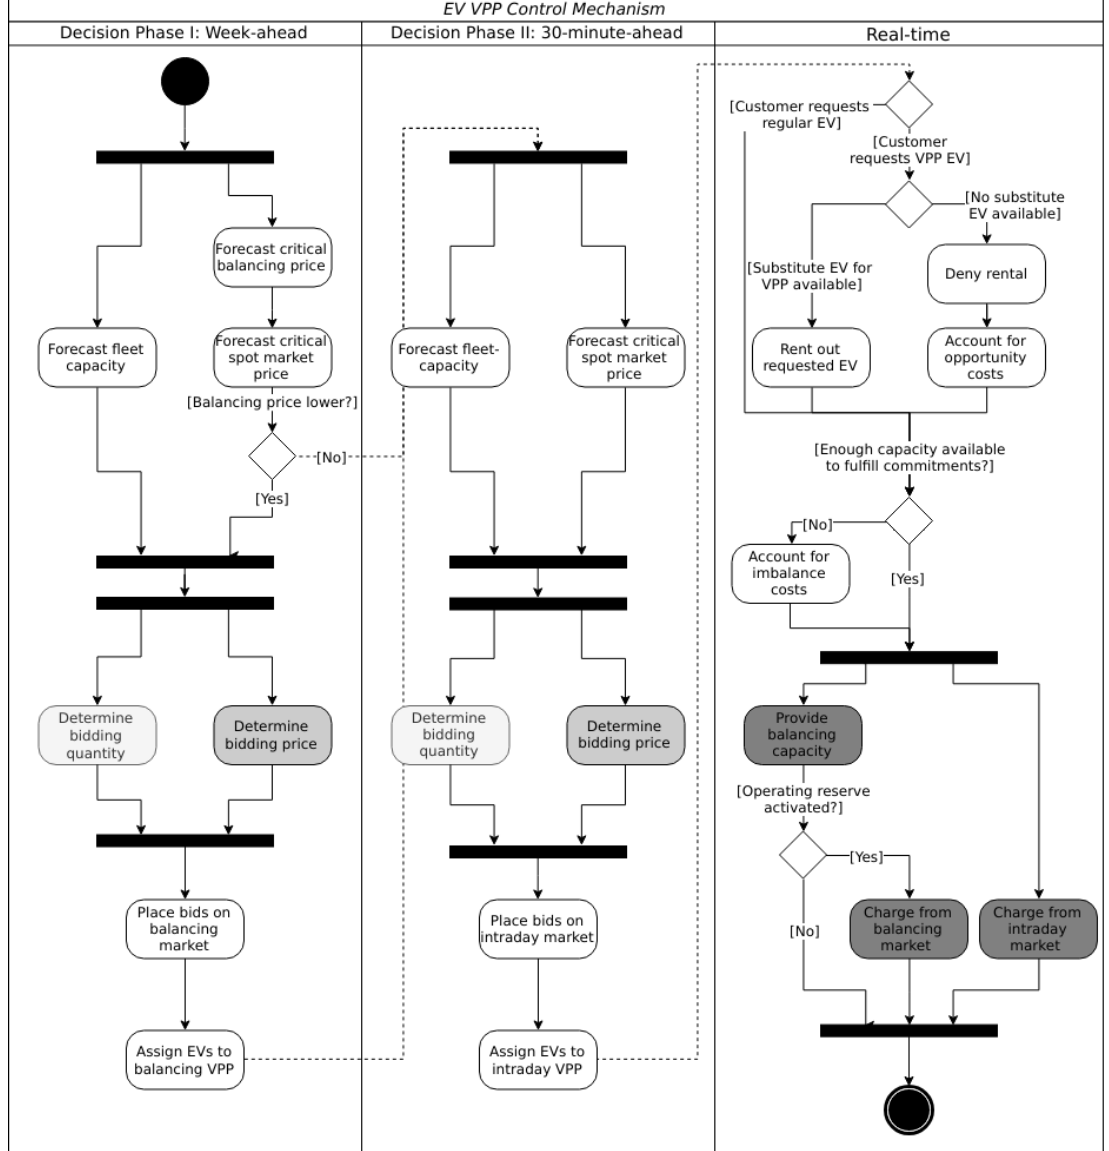 EV VPP Control Mechanism
Decision Phase I: Week-ahead
Decision Phase II: 30-minute-ahead
Real-time
Forecast critical
balancing price
Forecast fleet
capacity
Forecast critical
spot market
price
[Balancing price lower?]
[No]
[Yes]
Determine
bidding
quantity
Determine
bidding price
Place bids on
balancing
market
Assign EVs to
balancing VPP
Forecast fleet-
capacity
Forecast critical
spot market
price
Determine
bidding
quantity
Determine
bidding price
Place bids on
intraday market
Assign EVs to
intraday VPP
[Customer requests
regular EV]
[Customer
requests VPP EV]
[No substitute
EV available]
[Substitute EV for
VPP available]
Deny rental
Rent out
requested EV
Account for
opportunity
costs
[Enough capacity available
to fulfill commitments?]
[No]
Account for
imbalance
costs
[Yes]
Provide
balancing
capacity
[Operating reserve
activated?]
[Yes]
[No]
Charge from
balancing
market
Charge from
intraday
market